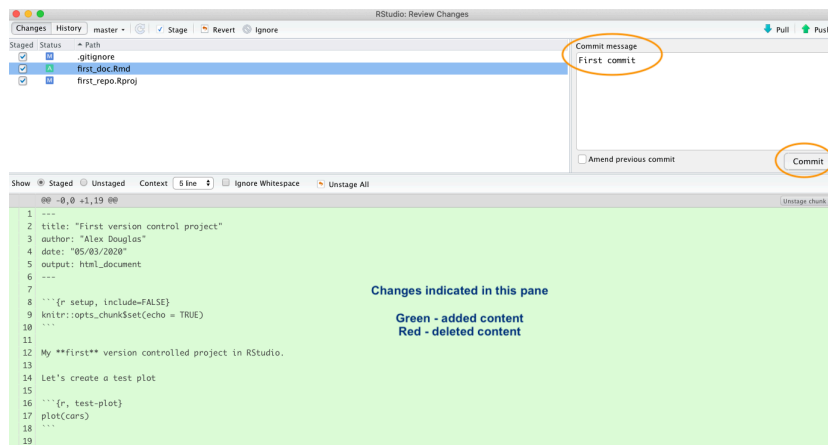 RStudio: Review Changes
Changes History master Stage Revert Ignore Pull Push
Staged Status Path
M .gitignore
A first_doc.Rmd
M first_repo.Rproj
Commit message
First commit
Amend previous commit Commit
Show Staged Unstaged Context 5 line Ignore Whitespace Unstage All
@@ -0,0 +1,19 @@ Unstage chunk
1 ---
2 title: "First version control project"
3 author: "Alex Douglas"
4 date: "05/03/2020"
5 output: html_document
6 ---
7
8 ```{r setup, include=FALSE}
9 knitr::opts_chunk$set(echo = TRUE)
10 ```
11
12 My **first** version controlled project in RStudio.
13
14 Let's create a test plot
15
16 ```{r, test-plot}
17 plot(cars)
18 ```
19
Changes indicated in this pane
Green - added content
Red - deleted content